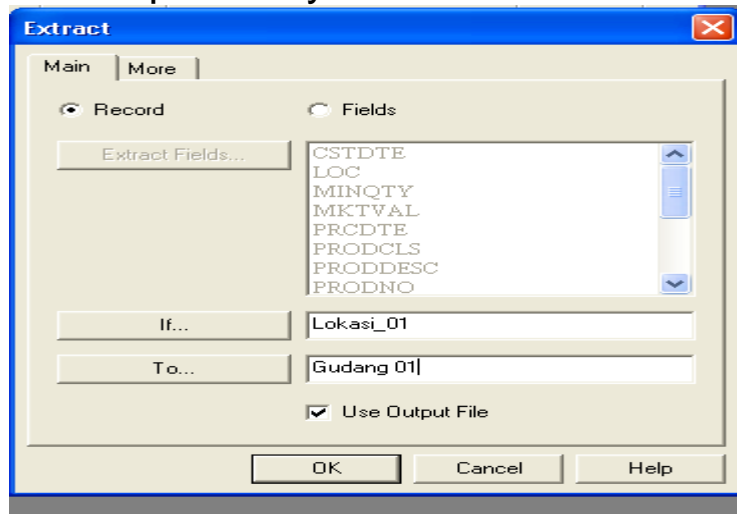 Extract
Main More
Record Fields
Extract Fields...
CSTDTE
LOC
MINQTY
MKTVAL
PRCDTE
PRODCLS
PRODDESC
PRODNO
If... Lokasi_01
To... Gudang 01
Use Output File
OK Cancel Help